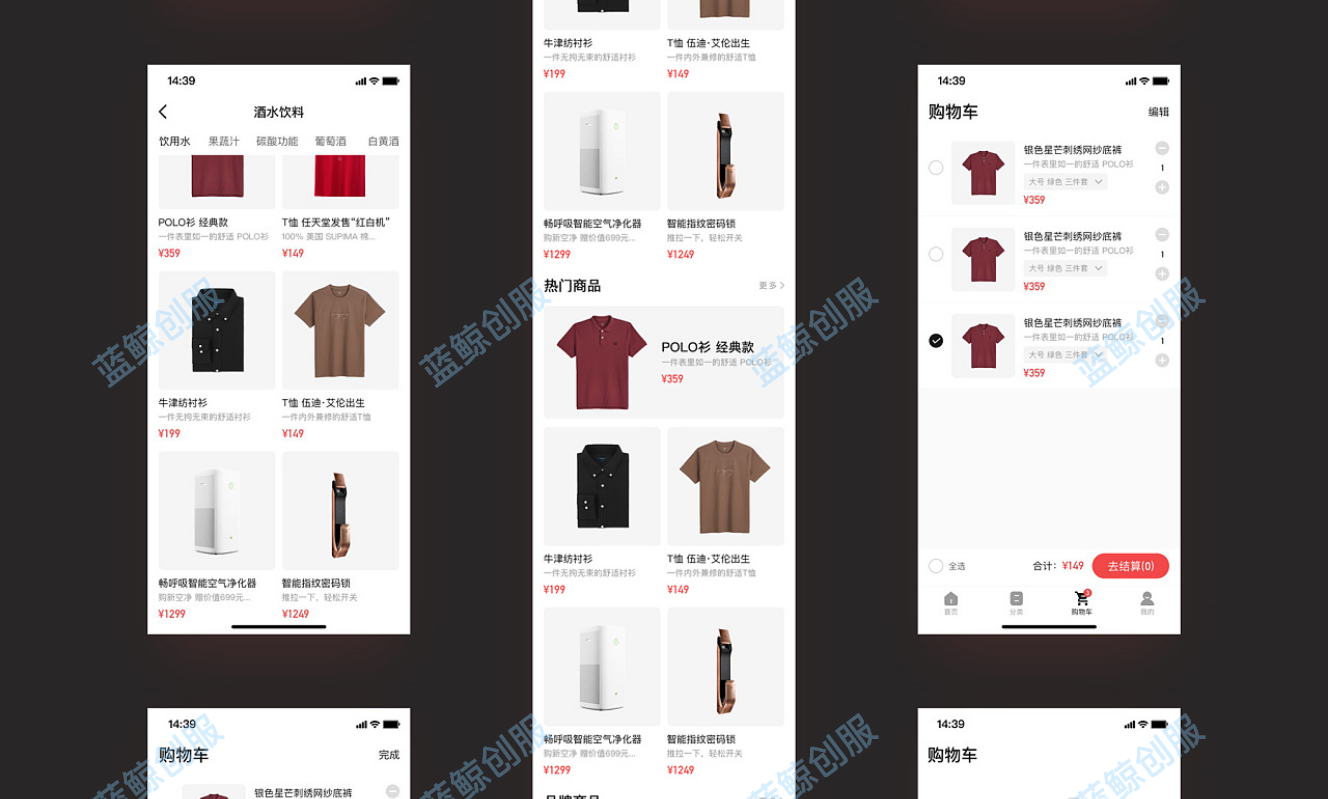 14:39
酒水饮料
饮用水 果蔬汁 碳酸功能 葡萄酒 白黄酒
POLO衫 经典款
一件表里如一的舒适 POLO衫
¥359
T恤 任天堂发售“红白机”
100% 美国 SUPIMA 棉...
¥149
牛津纺衬衫
一件无拘无束的舒适衬衫
¥199
T恤 伍迪·艾伦出生
一件内外兼修的舒适T恤
¥149
畅呼吸智能空气净化器
购新空净 赠价值699元...
¥1299
智能指纹密码锁
推拉一下，轻松开关
¥1249
14:39
购物车
完成
银色星芒刺绣网纱底裤
牛津纺衬衫
一件无拘无束的舒适衬衫
¥199
T恤 伍迪·艾伦出生
一件内外兼修的舒适T恤
¥149
畅呼吸智能空气净化器
购新空净 赠价值699元...
¥1299
智能指纹密码锁
推拉一下，轻松开关
¥1249
热门商品
更多
POLO衫 经典款
一件表里如一的舒适 POLO衫
¥359
牛津纺衬衫
一件无拘无束的舒适衬衫
¥199
T恤 伍迪·艾伦出生
一件内外兼修的舒适T恤
¥149
畅呼吸智能空气净化器
购新空净 赠价值699元...
¥1299
智能指纹密码锁
推拉一下，轻松开关
¥1249
14:39
购物车
编辑
银色星芒刺绣网纱底裤
一件表里如一的舒适 POLO衫
大号 绿色 三件套
¥359
1
银色星芒刺绣网纱底裤
一件表里如一的舒适 POLO衫
大号 绿色 三件套
¥359
1
银色星芒刺绣网纱底裤
一件表里如一的舒适 POLO衫
大号 绿色 三件套
¥359
1
全选
合计：¥149
去结算(0)
首页
分类
购物车
3
我的
14:39
购物车
蓝鲸创服
蓝鲸创服
蓝鲸创服
蓝鲸创服
蓝鲸创服
蓝鲸创服
蓝鲸创服
蓝鲸创服